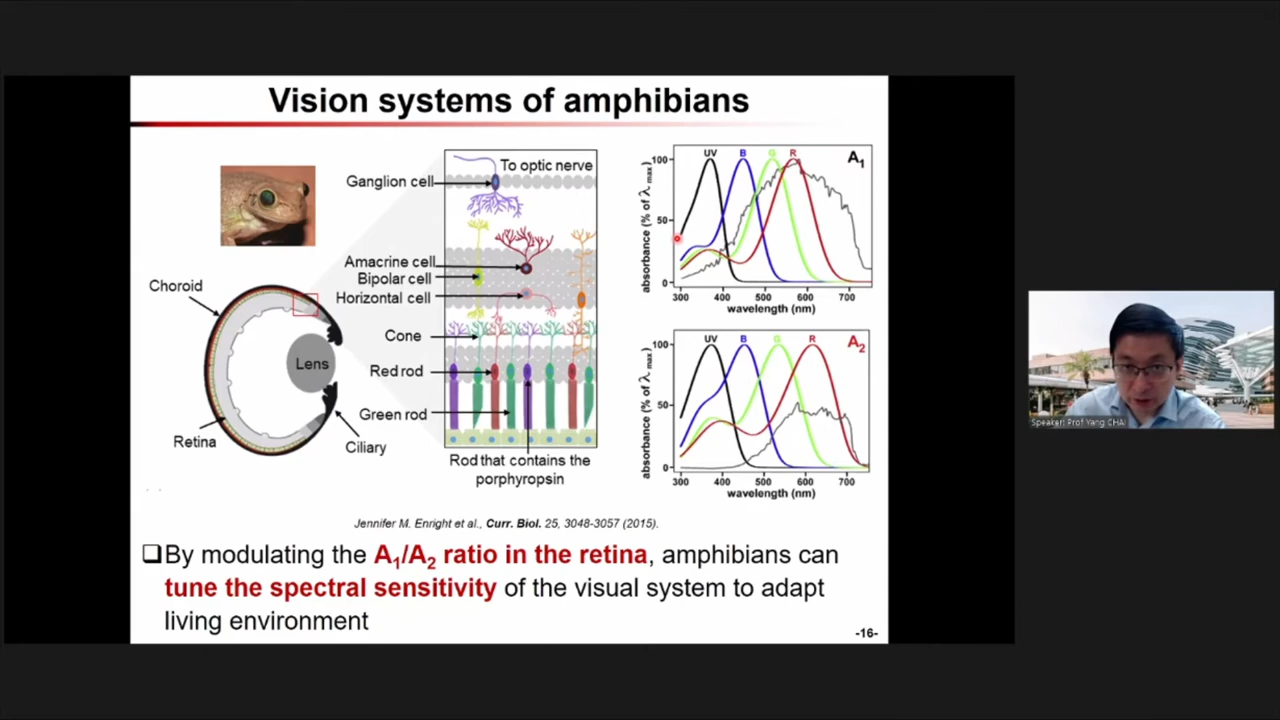 Vision systems of amphibians
To optic nerve
Ganglion cell
Amacrine cell
Bipolar cell
Horizontal cell
Cone
Red rod
Green rod
Rod that contains the
porphyropsin
Choroid
Lens
Retina
Ciliary
UV B G R
A1
100
50
0
absorbance (% of λ max)
300 400 500 600 700
wavelength (nm)
UV B G R
A2
100
50
0
absorbance (% of λ max)
300 400 500 600 700
wavelength (nm)
Jennifer M. Enright et al., Curr. Biol. 25, 3048-3057 (2015).
❑By modulating the A1/A2 ratio in the retina, amphibians can
tune the spectral sensitivity of the visual system to adapt
living environment
-16-
Speaker| Prof Yang CHAI